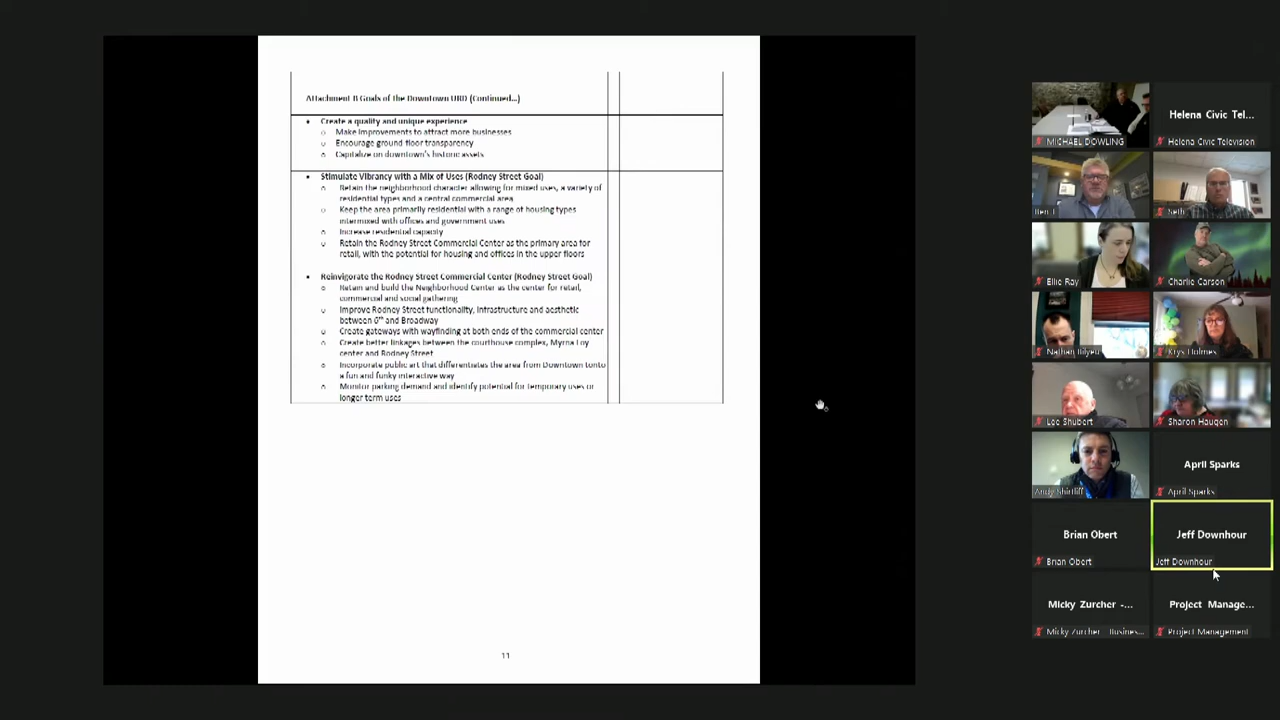 Attachment B Goals of the Downtown URD (Continued...)
• Create a quality and unique experience
o Make improvements to attract more businesses
o Encourage ground floor transparency
o Capitalize on downtown's historic assets
• Stimulate Vibrancy with a Mix of Uses (Rodney Street Goal)
o Retain the neighborhood character allowing for mixed uses, a variety of
residential types and a central commercial area
o Keep the area primarily residential with a range of housing types
intermixed with offices and government uses
o Increase residential capacity
o Retain the Rodney Street Commercial Center as the primary area for
retail, with the potential for housing and offices in the upper floors
• Reinvigorate the Rodney Street Commercial Center (Rodney Street Goal)
o Retain and build the Neighborhood Center as the center for retail,
commercial and social gathering
o Improve Rodney Street functionality, infrastructure and aesthetic
between 6th and Broadway
o Create gateways with wayfinding at both ends of the commercial center
o Create better linkages between the courthouse complex, Myrna Loy
center and Rodney Street
o Incorporate public art that differentiates the area from Downtown into
a fun and funky interactive way
o Monitor parking demand and identify potential for temporary uses or
longer term uses
11
MICHAEL DOWLING
Helena Civic Tel...
Helena Civic Television
Ben T
Seth
Ellie Ray
Charlie Carson
Nathan Bilyeu
Krys Holmes
Lee Shubert
Sharon Haugen
Andy Shirtliff
April Sparks
April Sparks
Brian Obert
Brian Obert
Jeff Downhour
Jeff Downhour
Micky Zurcher -...
Micky Zurcher - Busines...
Project Manage...
Project Management